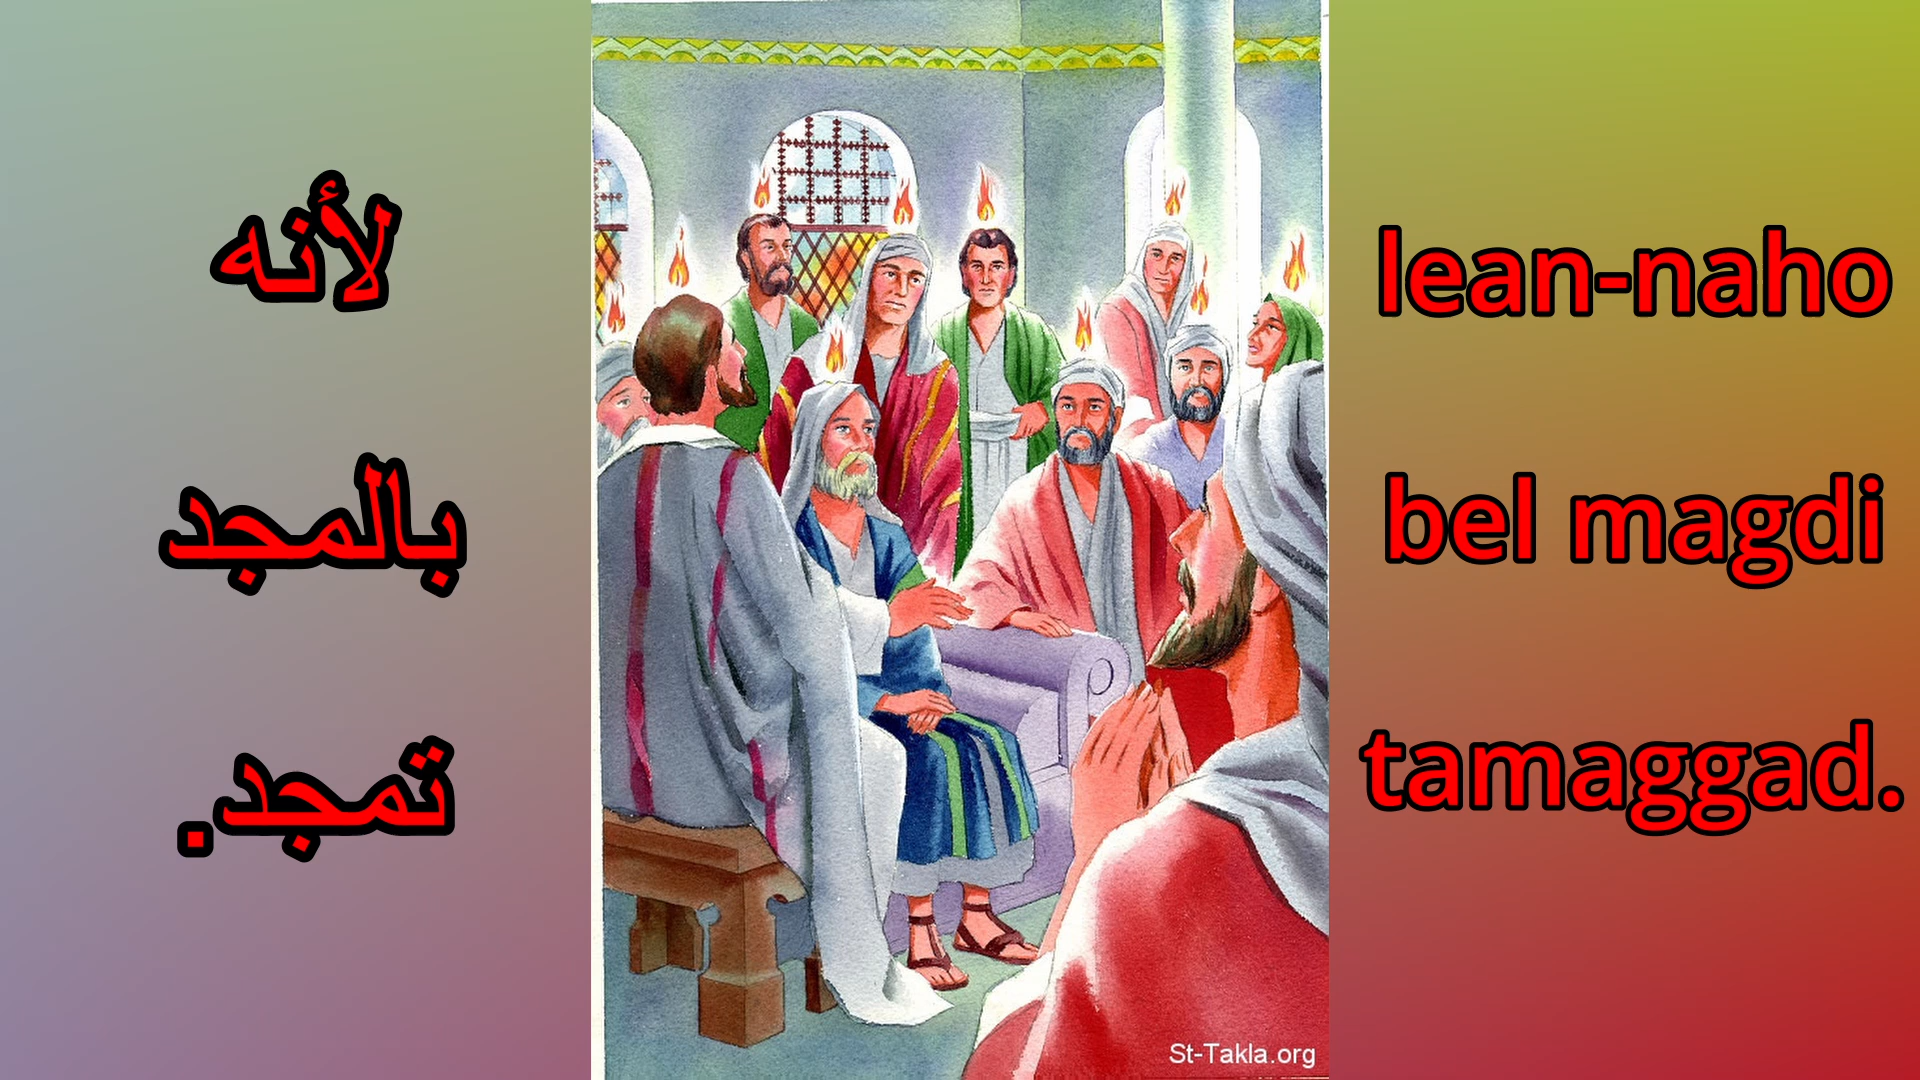 لأنه
بالمجد
تمجد.
lean-naho
bel magdi
tamaggad.
St-Takla.org